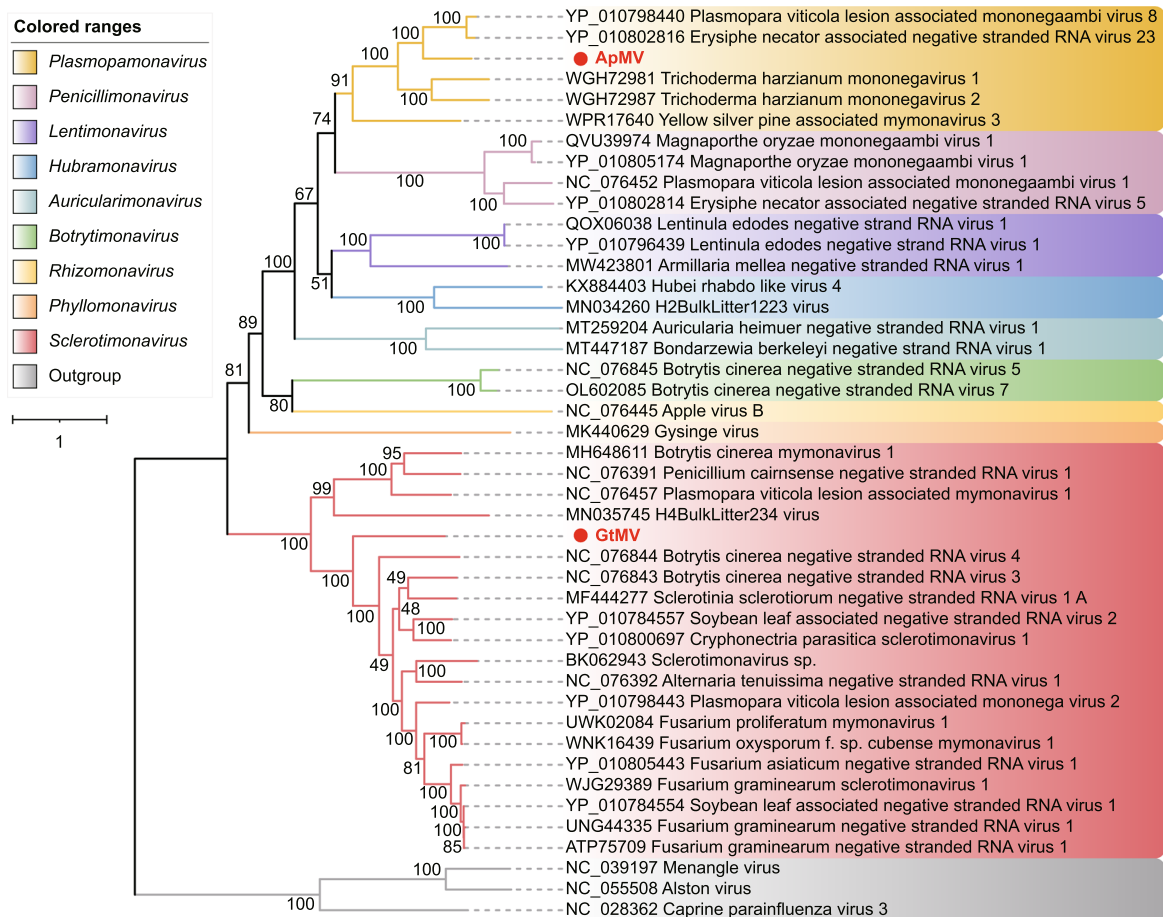 Colored ranges
Plasmopamonovirus
Penicillimonavirus
Lentimonavirus
Hubramonavirus
Auricularimonavirus
Botrytimonavirus
Rhizomonavirus
Phyllomonavirus
Sclerotimonavirus
Outgroup
1
100
100
100
91
100
74
100
100
100
67
100
100
51
100
100
100
89
100
81
80
95
100
99
100
100
49
48
100
100
49
100
100
100
100
81
100
100
100
85
100
100
YP_010798440 Plasmopara viticola lesion associated mononegaambi virus 8
YP_010802816 Erysiphe necator associated negative stranded RNA virus 23
ApMV
WGH72981 Trichoderma harzianum mononegavirus 1
WGH72987 Trichoderma harzianum mononegavirus 2
WPR17640 Yellow silver pine associated mymonavirus 3
QVU39974 Magnaporthe oryzae mononegaambi virus 1
YP_010805174 Magnaporthe oryzae mononegaambi virus 1
NC_076452 Plasmopara viticola lesion associated mononegaambi virus 1
YP_010802814 Erysiphe necator associated negative stranded RNA virus 5
QOX06038 Lentinula edodes negative strand RNA virus 1
YP_010796439 Lentinula edodes negative strand RNA virus 1
MW423801 Armillaria mellea negative stranded RNA virus 1
KX884403 Hubei rhabdo like virus 4
MN034260 H2BulkLitter1223 virus
MT259204 Auricularia heimuer negative stranded RNA virus 1
MT447187 Bondarzewia berkeleyi negative strand RNA virus 1
NC_076845 Botrytis cinerea negative stranded RNA virus 5
OL602085 Botrytis cinerea negative stranded RNA virus 7
NC_076445 Apple virus B
MK440629 Gysinge virus
MH648611 Botrytis cinerea mymonavirus 1
NC_076391 Penicillium cairnsense negative stranded RNA virus 1
NC_076457 Plasmopara viticola lesion associated mymonavirus 1
MN035745 H4BulkLitter234 virus
GtMV
NC_076844 Botrytis cinerea negative stranded RNA virus 4
NC_076843 Botrytis cinerea negative stranded RNA virus 3
MF444277 Sclerotinia sclerotiorum negative stranded RNA virus 1 A
YP_010784557 Soybean leaf associated negative stranded RNA virus 2
YP_010800697 Cryphonectria parasitica sclerotimonavirus 1
BK062943 Sclerotimonavirus sp.
NC_076392 Alternaria tenuissima negative stranded RNA virus 1
YP_010798443 Plasmopara viticola lesion associated mononega virus 2
UWK02084 Fusarium proliferatum mymonavirus 1
WNK16439 Fusarium oxysporum f. sp. cubense mymonavirus 1
YP_010805443 Fusarium asiaticum negative stranded RNA virus 1
WJG29389 Fusarium graminearum sclerotimonavirus 1
YP_010784554 Soybean leaf associated negative stranded RNA virus 1
UNG44335 Fusarium graminearum negative stranded RNA virus 1
ATP75709 Fusarium graminearum negative stranded RNA virus 1
NC_039197 Menangle virus
NC_055508 Alston virus
NC_028362 Caprine parainfluenza virus 3